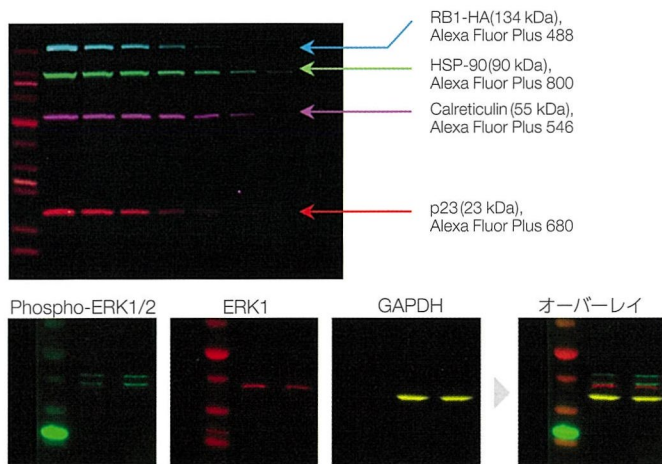 RB1-HA(134 kDa),
Alexa Fluor Plus 488
HSP-90(90 kDa),
Alexa Fluor Plus 800
Calreticulin (55 kDa),
Alexa Fluor Plus 546
p23(23 kDa),
Alexa Fluor Plus 680
Phospho-ERK1/2 ERK1 GAPDH オーバーレイ